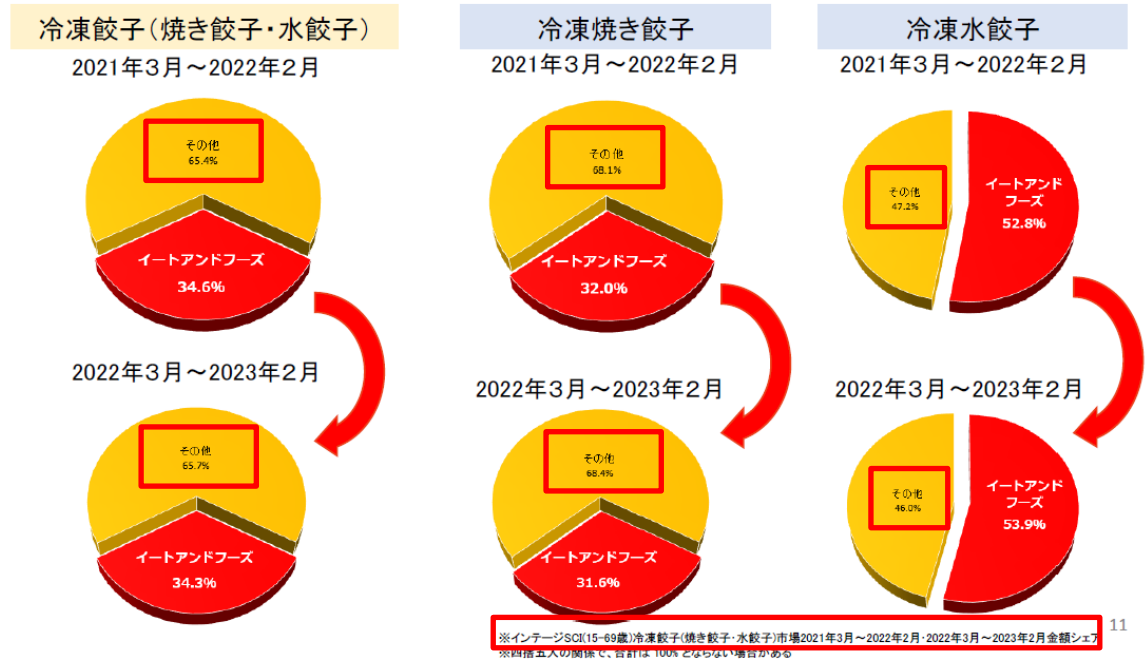 冷凍餃子(焼き餃子・水餃子)
2021年3月～2022年2月
その他
65.4%
イートアンドフーズ
34.6%
2022年3月～2023年2月
その他
65.7%
イートアンドフーズ
34.3%
冷凍焼き餃子
2021年3月～2022年2月
その他
68.1%
イートアンドフーズ
32.0%
2022年3月～2023年2月
その他
68.4%
イートアンドフーズ
31.6%
冷凍水餃子
2021年3月～2022年2月
その他
47.2%
イートアンド
フーズ
52.8%
2022年3月～2023年2月
その他
46.0%
イートアンド
フーズ
53.9%
※インテージSCI(15-69歳)冷凍餃子(焼き餃子・水餃子)市場2021年3月～2022年2月・2022年3月～2023年2月金額シェア
※四捨五入の関係で、合計は 100% とならない場合がある
11